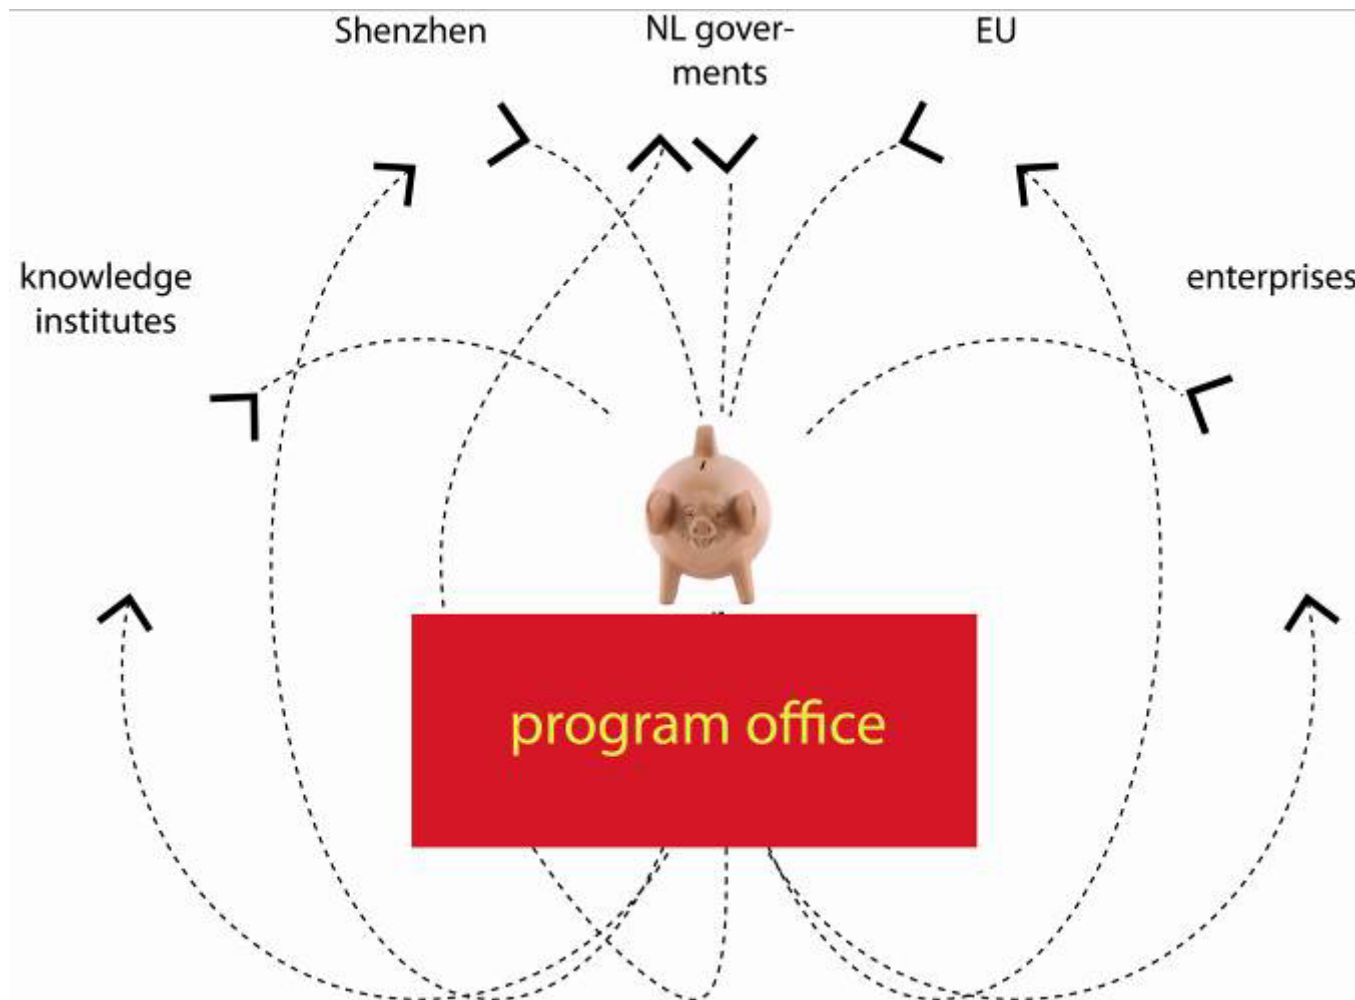 Shenzhen
NL gover-
ments
EU
knowledge
institutes
enterprises
program office